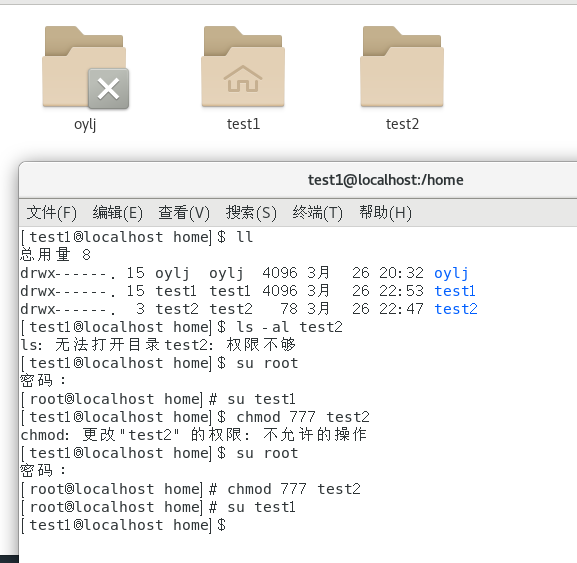 oylj test1 test2
test1@localhost:/home
文件(F) 编辑(E) 查看(V) 搜索(S) 终端(T) 帮助(H)
[test1@localhost home]$ ll
总用量 8
drwx------. 15 oylj  oylj  4096 3月  26 20:32 oylj
drwx------. 15 test1 test1 4096 3月  26 22:53 test1
drwx------.  3 test2 test2   78 3月  26 22:47 test2
[test1@localhost home]$ ls -al test2
ls: 无法打开目录test2: 权限不够
[test1@localhost home]$ su root
密码：
[root@localhost home]# su test1
[test1@localhost home]$ chmod 777 test2
chmod: 更改"test2" 的权限: 不允许的操作
[test1@localhost home]$ su root
密码：
[root@localhost home]# chmod 777 test2
[root@localhost home]# su test1
[test1@localhost home]$